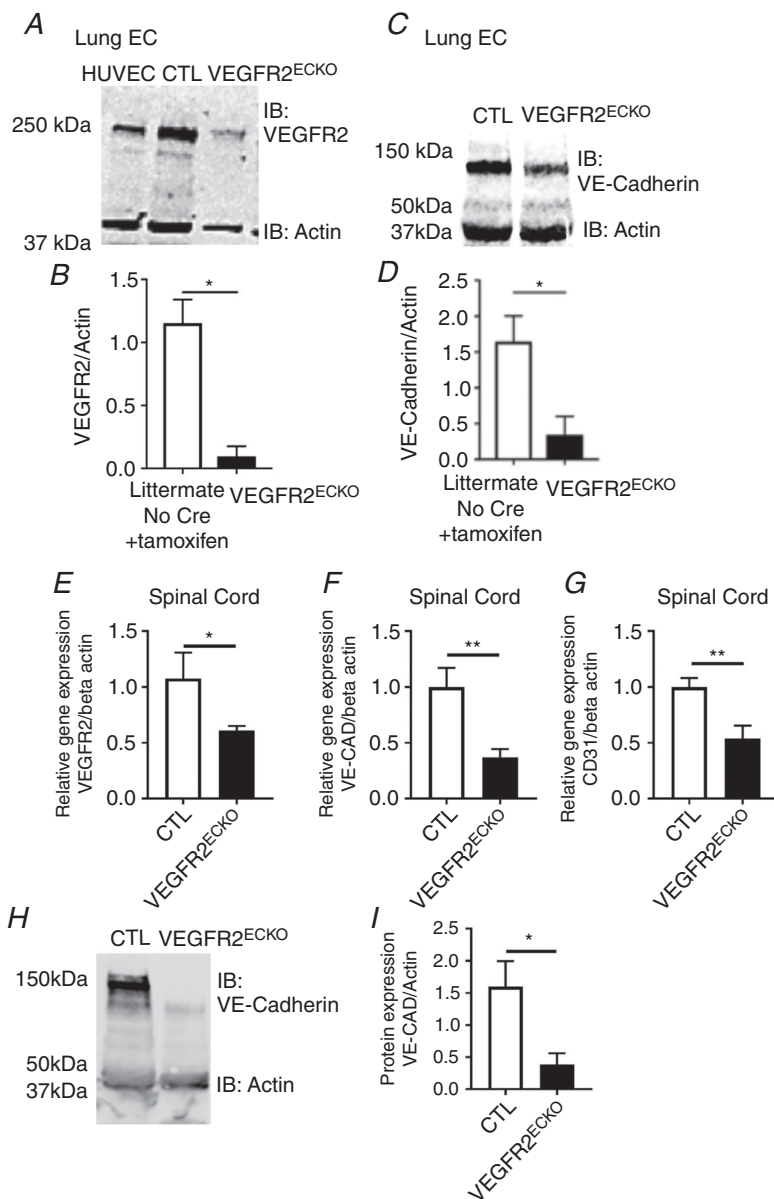 A Lung EC
HUVEC CTL VEGFR2ECKO
250 kDa
IB:
VEGFR2
37 kDa
IB: Actin
C Lung EC
CTL VEGFR2ECKO
150 kDa
IB:
VE-Cadherin
50kDa
37kDa
IB: Actin
B
VEGFR2/Actin
1.5
1.0
0.5
0.0
*
Littermate
No Cre
+tamoxifen
VEGFR2ECKO
D
VE-Cadherin/Actin
2.5
2.0
1.5
1.0
0.5
0.0
*
Littermate
No Cre
+tamoxifen
VEGFR2ECKO
E Spinal Cord
Relative gene expression
VEGFR2/beta actin
1.5
1.0
0.5
0.0
*
CTL
VEGFR2ECKO
F Spinal Cord
Relative gene expression
VE-CAD/beta actin
1.5
1.0
0.5
0.0
**
CTL
VEGFR2ECKO
G Spinal Cord
Relative gene expression
CD31/beta actin
1.5
1.0
0.5
0.0
**
CTL
VEGFR2ECKO
H
CTL VEGFR2ECKO
150kDa
IB:
VE-Cadherin
50kDa
37kDa
IB: Actin
I
Protein expression
VE-CAD/Actin
2.5
2.0
1.5
1.0
0.5
0.0
*
CTL
VEGFR2ECKO